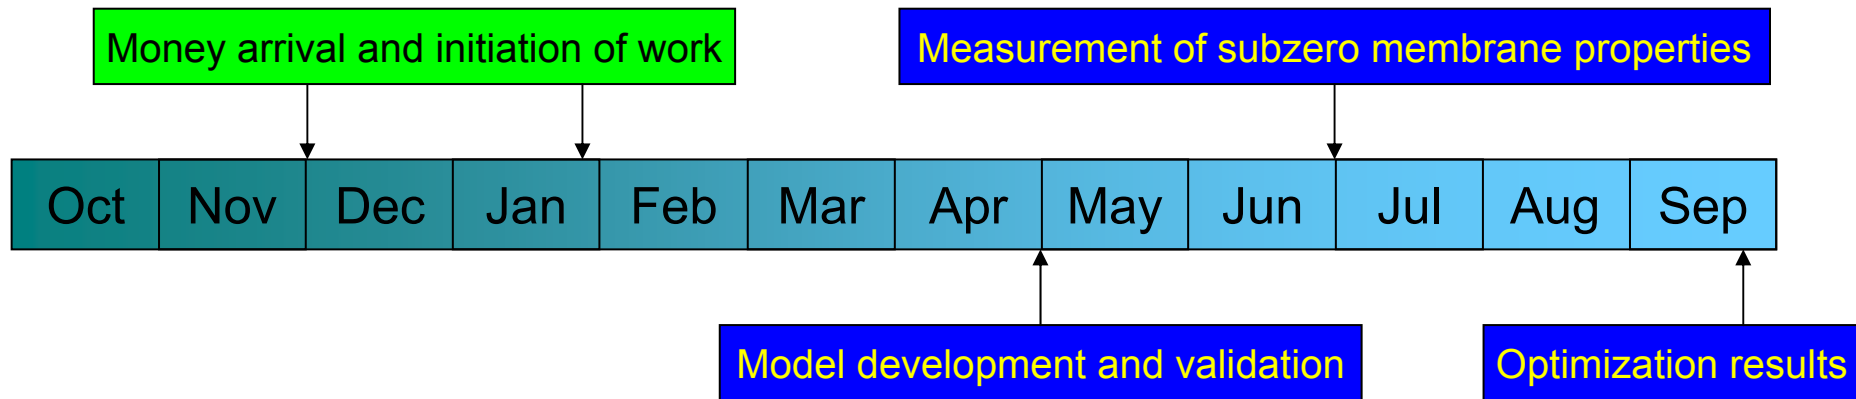 Money arrival and initiation of work
Measurement of subzero membrane properties
Oct Nov Dec Jan Feb Mar Apr May Jun Jul Aug Sep
Model development and validation
Optimization results